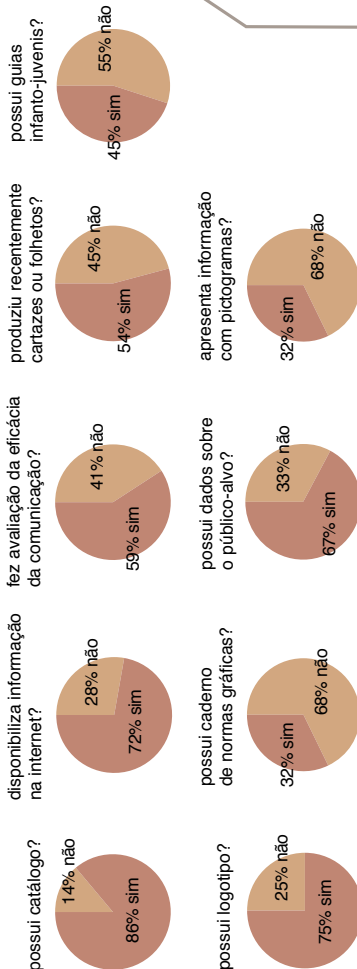 possui catálogo?
14% não
86% sim
disponibiliza informação
na internet?
28% não
72% sim
fez avaliação da eficácia
da comunicação?
41% não
59% sim
produziu recentemente
cartazes ou folhetos?
45% não
54% sim
possui guias
infanto-juvenis?
55% não
45% sim
possui logotipo?
25% não
75% sim
possui caderno
de normas gráficas?
68% não
32% sim
possui dados sobre
o público-alvo?
33% não
67% sim
apresenta informação
com pictogramas?
68% não
32% sim